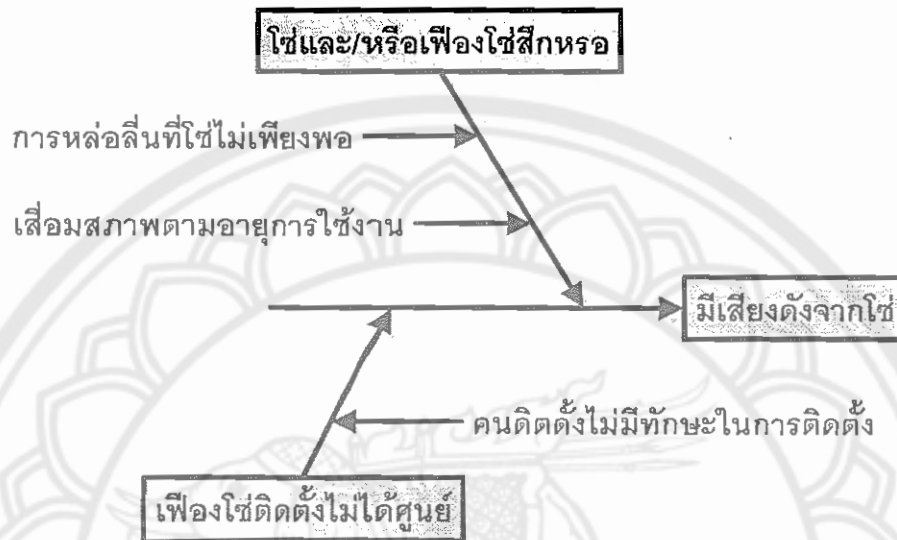 โซ่และ/หรือเฟืองโซ่สึกหรอ
การหล่อลื่นที่โซ่ไม่เพียงพอ
เสื่อมสภาพตามอายุการใช้งาน
มีเสียงดังจากโซ่
คนติดตั้งไม่มีทักษะในการติดตั้ง
เฟืองโซ่ติดตั้งไม่ได้ศูนย์